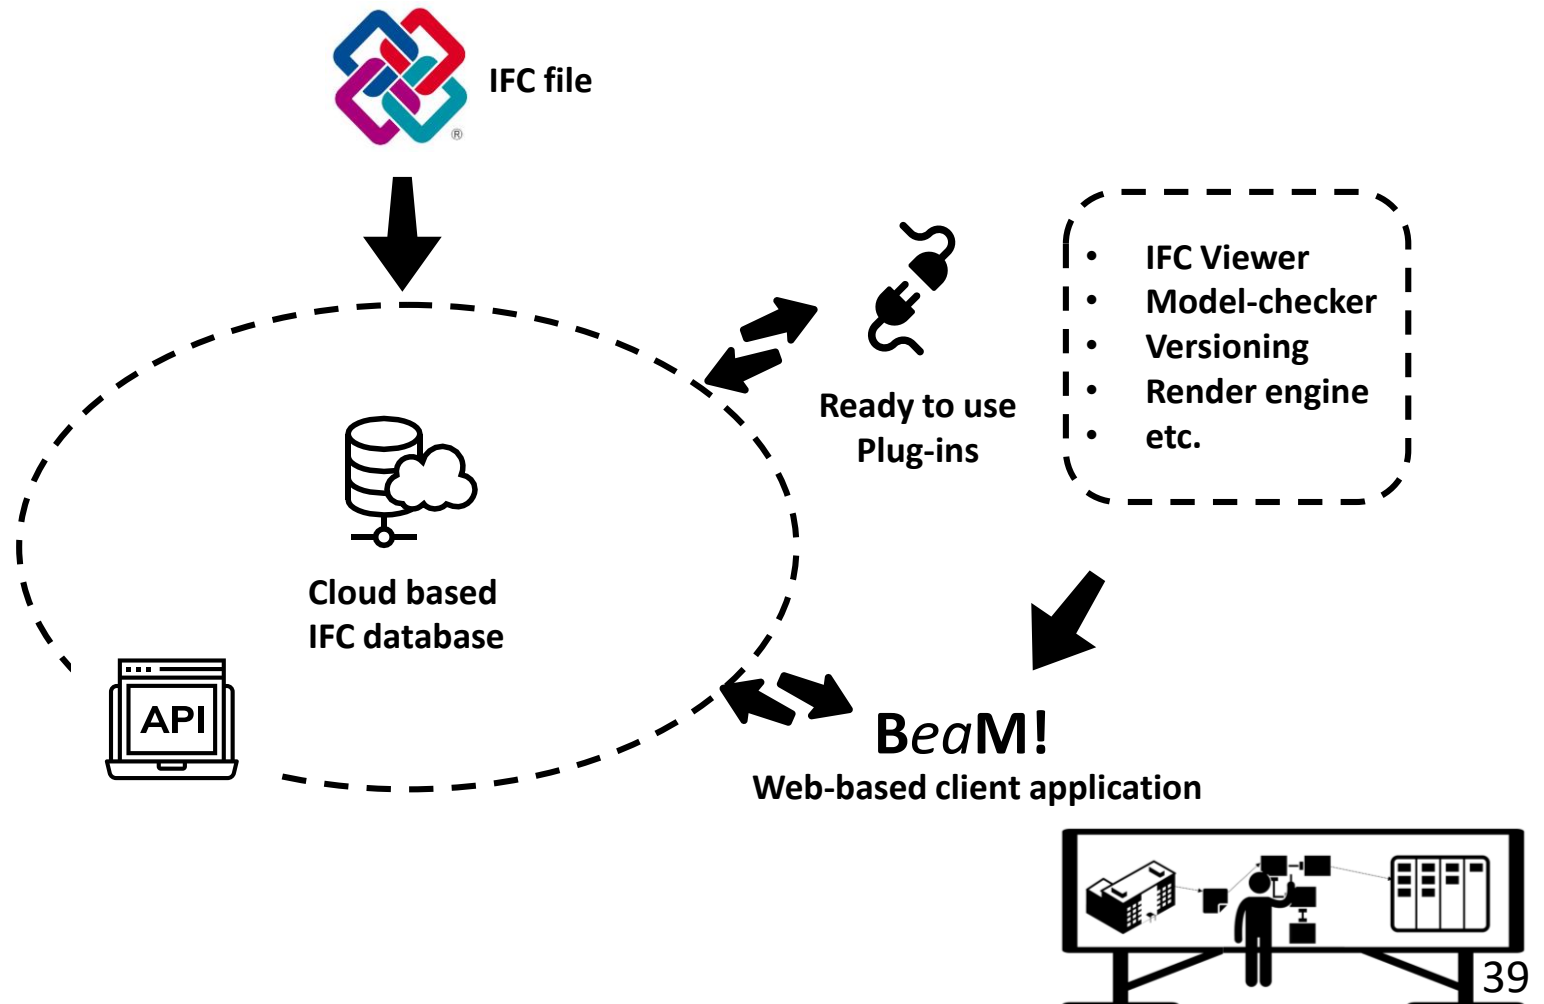 IFC file
®
• IFC Viewer
• Model-checker
• Versioning
• Render engine
• etc.
Ready to use
Plug-ins
Cloud based
IFC database
API
BeaM!
Web-based client application
39